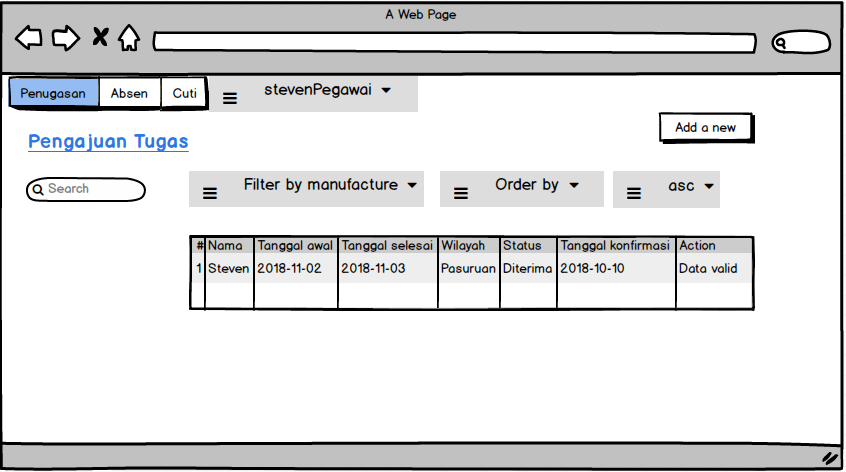 A Web Page
Penugasan Absen Cuti stevenPegawai
Add a new
Pengajuan Tugas
Search Filter by manufacture Order by asc
# Nama Tanggal awal Tanggal selesai Wilayah Status Tanggal konfirmasi Action
1 Steven 2018-11-02 2018-11-03 Pasuruan Diterima 2018-10-10 Data valid